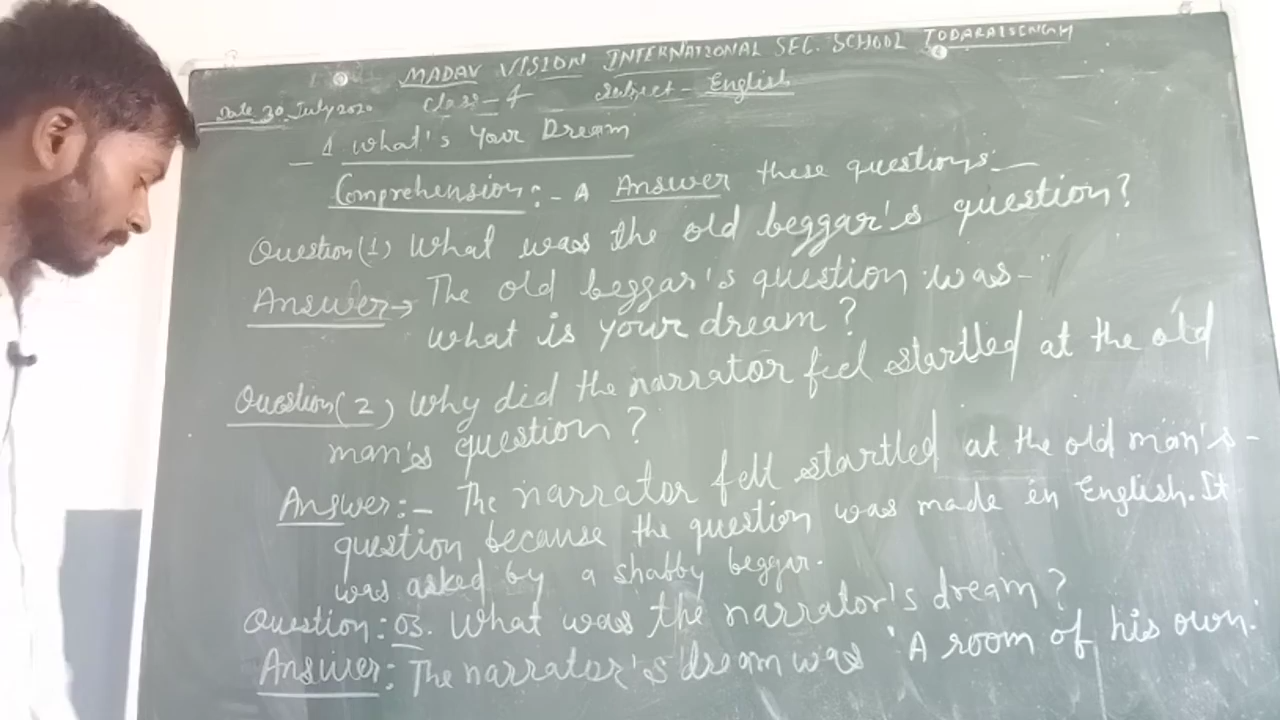 MADAV VISION INTERNATIONAL SEC. SCHOOL TODARAISENGH
Date 30 July 2020 Class - 4 Subject - English
1 What's Your Dream
Comprehension:- A Answer these questions:-
Question(1) What was the old beggar's question?
Answer→ The old beggar's question was-"
what is your dream?
Question(2) Why did the narrator feel startled at the old
man's question?
Answer:- The narrator felt startled at the old man's-
question because the question was made in English. It
was asked by a shabby beggar.
Question: 03. What was the narrator's dream?
Answer: The narrator's dream was 'A room of his own.